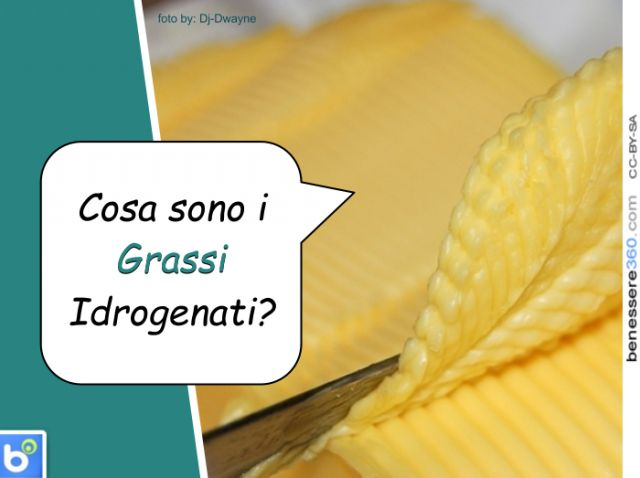 foto by: Dj-Dwayne
Cosa sono i
Grassi
Idrogenati?
benessere360.com CC-BY-SA
b